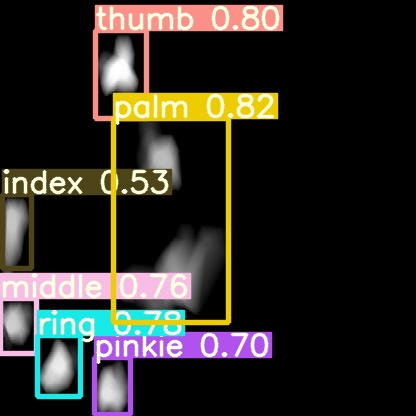 thumb 0.80
palm 0.82
index 0.53
middle 0.76
ring 0.78
pinkie 0.70